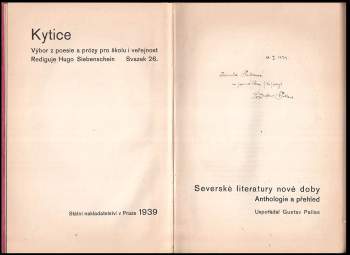 Kytice
Výbor z poesie a prózy pro školu i veřejnost
Rediguje Hugo Siebenschein Svazek 26.
Státní nakladatelství v Praze 1939
Severské literatury nové doby
Anthologie a přehled
Uspořádal Gustav Pallas